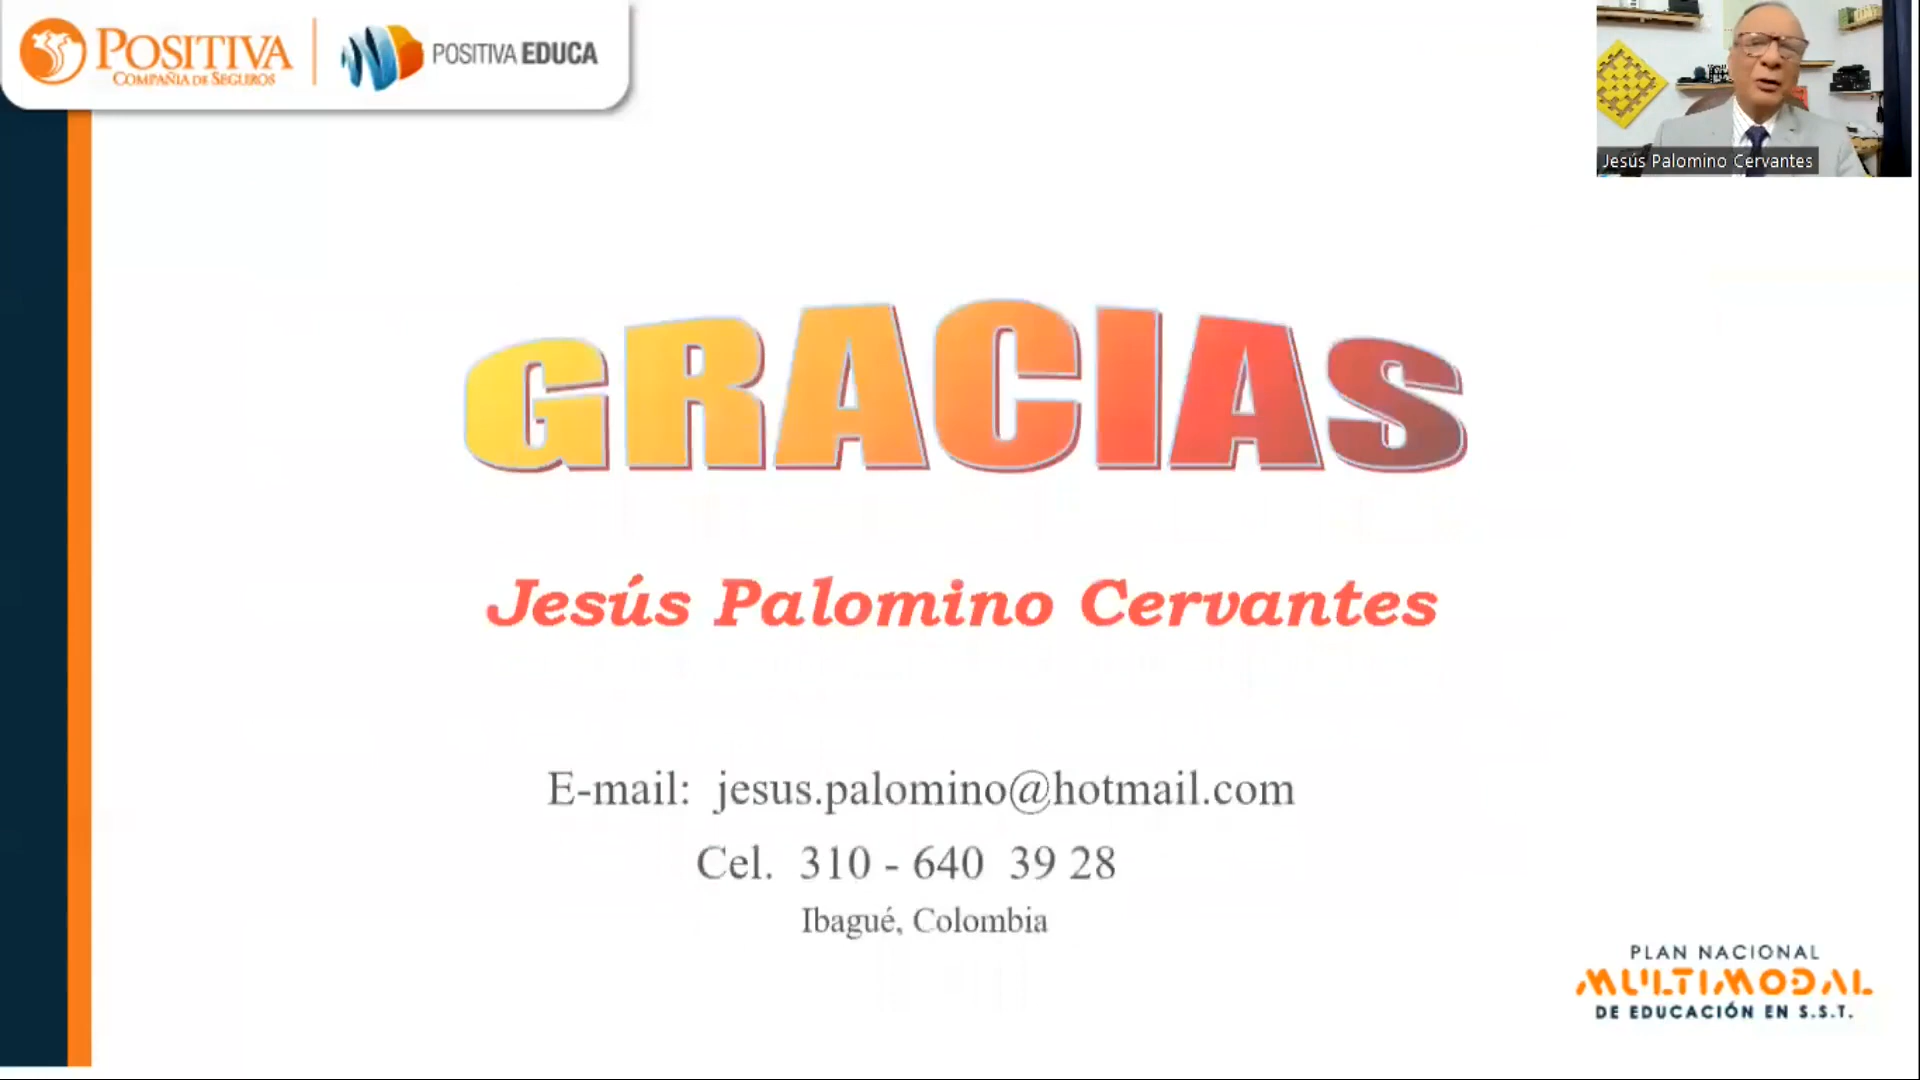 POSITIVA
COMPAÑIA DE SEGUROS
POSITIVA EDUCA
Jesús Palomino Cervantes
GRACIAS
Jesús Palomino Cervantes
E-mail: jesus.palomino@hotmail.com
Cel. 310 - 640 39 28
Ibagué, Colombia
PLAN NACIONAL
MULTIMODAL
DE EDUCACIÓN EN S.S.T.